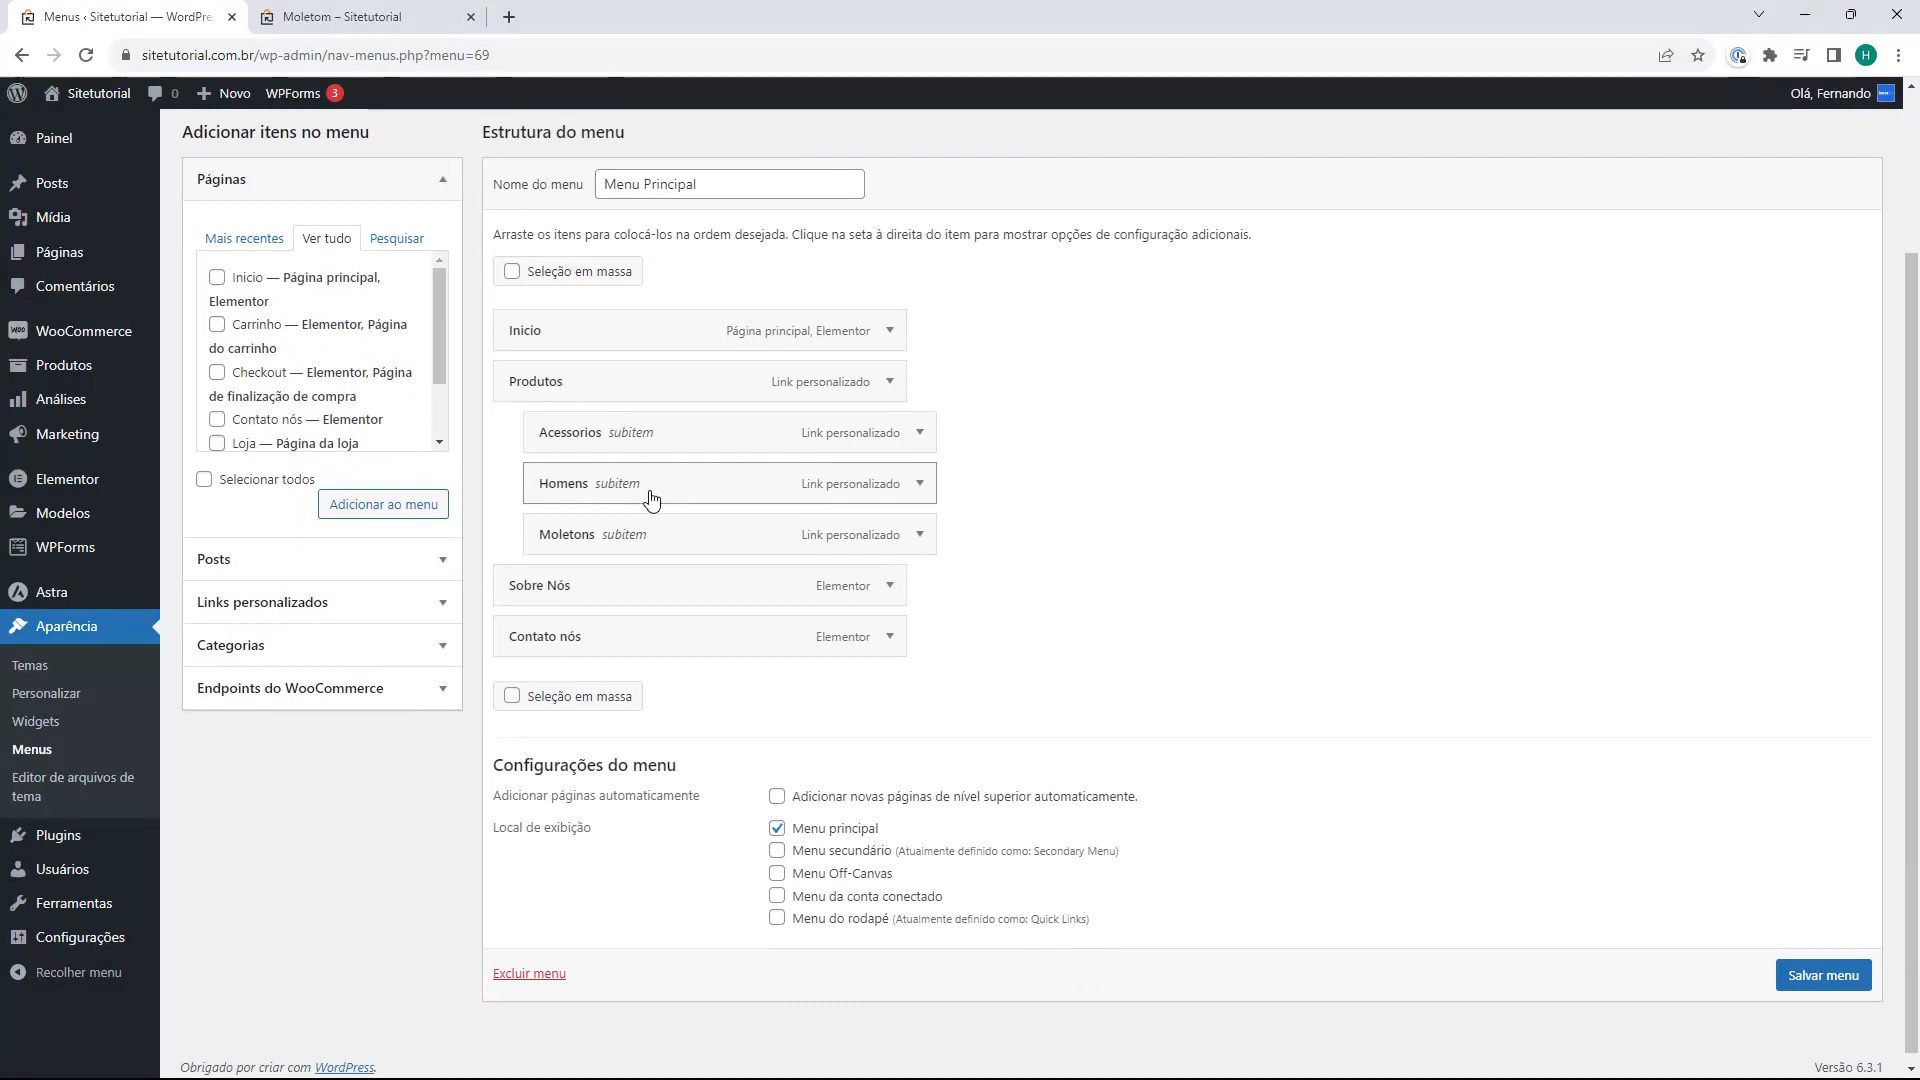 Menus ‹ Sitetutorial — WordPre
Moletom – Sitetutorial
sitetutorial.com.br/wp-admin/nav-menus.php?menu=69
H
Sitetutorial
0
Novo
WPForms 3
Olá, Fernando
Painel
Posts
Mídia
Páginas
Comentários
WooCommerce
Produtos
Análises
Marketing
Elementor
Modelos
WPForms
Astra
Aparência
Temas
Personalizar
Widgets
Menus
Editor de arquivos de
tema
Plugins
Usuários
Ferramentas
Configurações
Recolher menu
Adicionar itens no menu
Páginas
Mais recentes
Ver tudo
Pesquisar
Inicio — Página principal,
Elementor
Carrinho — Elementor, Página
do carrinho
Checkout — Elementor, Página
de finalização de compra
Contato nós — Elementor
Loja — Página da loja
Selecionar todos
Adicionar ao menu
Posts
Links personalizados
Categorias
Endpoints do WooCommerce
Estrutura do menu
Nome do menu
Menu Principal
Arraste os itens para colocá-los na ordem desejada. Clique na seta à direita do item para mostrar opções de configuração adicionais.
Seleção em massa
Inicio Página principal, Elementor
Produtos Link personalizado
Acessorios subitem Link personalizado
Homens subitem Link personalizado
Moletons subitem Link personalizado
Sobre Nós Elementor
Contato nós Elementor
Seleção em massa
Configurações do menu
Adicionar páginas automaticamente
Adicionar novas páginas de nível superior automaticamente.
Local de exibição
Menu principal
Menu secundário (Atualmente definido como: Secondary Menu)
Menu Off-Canvas
Menu da conta conectado
Menu do rodapé (Atualmente definido como: Quick Links)
Excluir menu
Salvar menu
Obrigado por criar com WordPress.
Versão 6.3.1